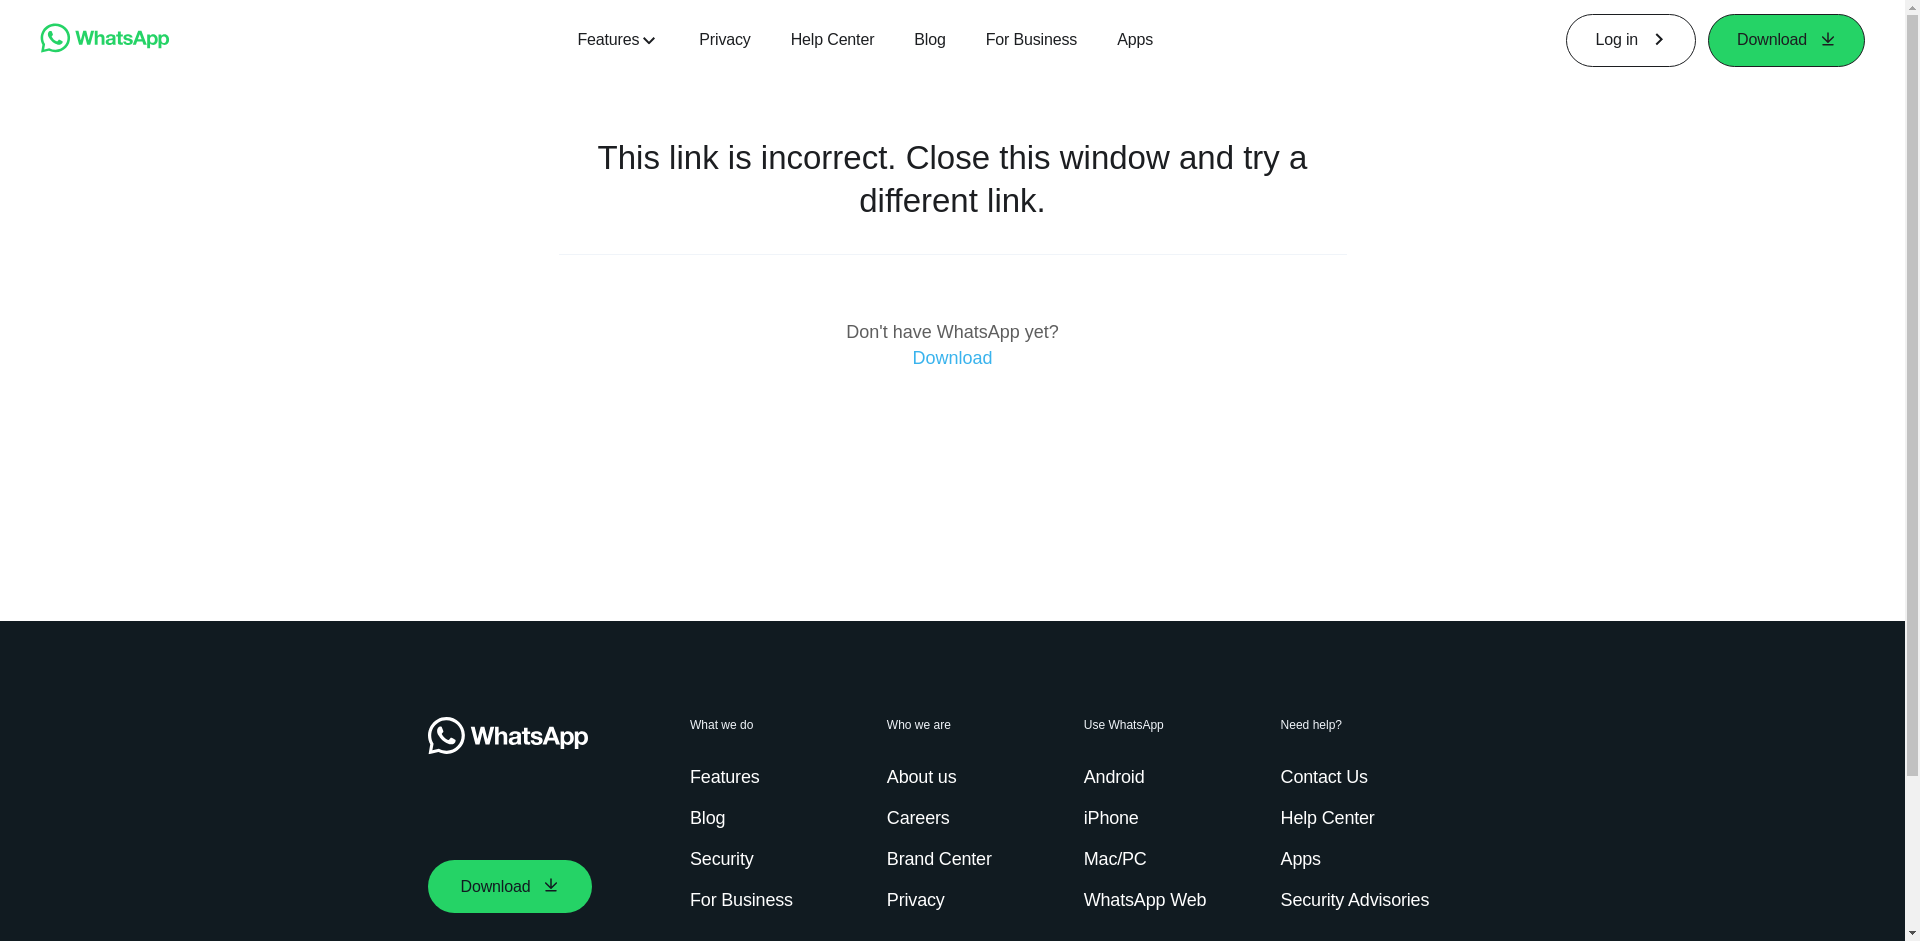 WhatsApp
Features
Privacy
Help Center
Blog
For Business
Apps
Log in
Download
This link is incorrect. Close this window and try a
different link.
Don't have WhatsApp yet?
Download
WhatsApp
Download
What we do
Features
Blog
Security
For Business
Who we are
About us
Careers
Brand Center
Privacy
Use WhatsApp
Android
iPhone
Mac/PC
WhatsApp Web
Need help?
Contact Us
Help Center
Apps
Security Advisories